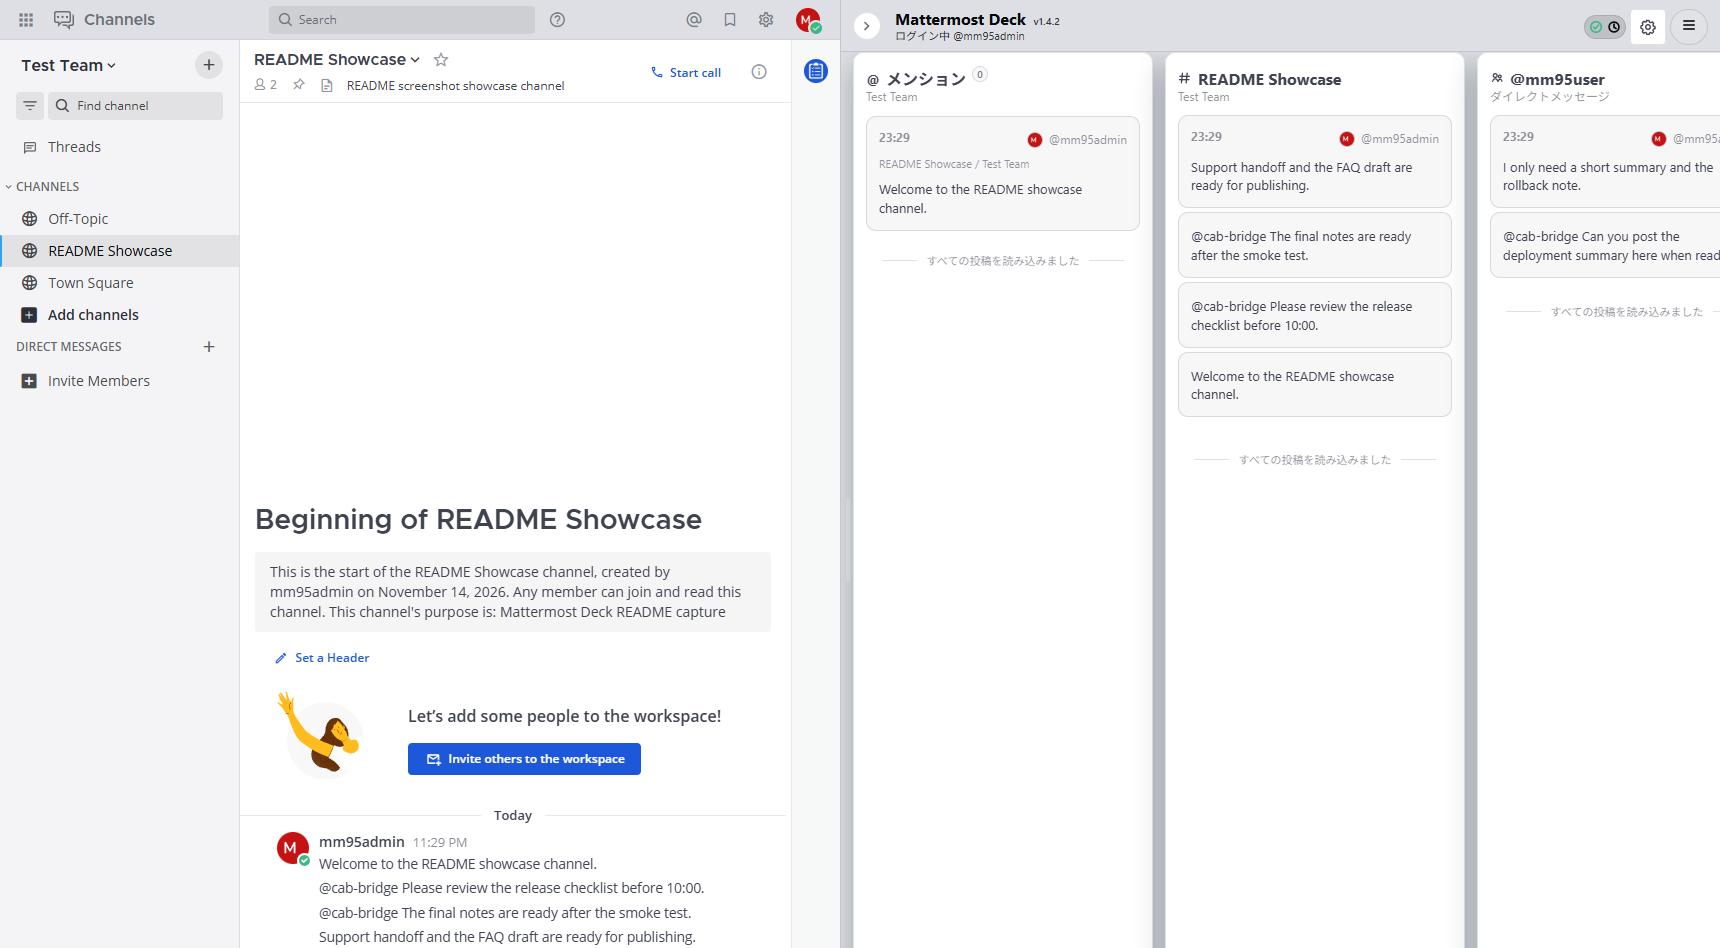 Channels
Search
M
Test Team
Find channel
Threads
CHANNELS
Off-Topic
README Showcase
Town Square
Add channels
DIRECT MESSAGES
Invite Members
README Showcase
2
README screenshot showcase channel
Start call
Beginning of README Showcase
This is the start of the README Showcase channel, created by
mm95admin on November 14, 2026. Any member can join and read this
channel. This channel's purpose is: Mattermost Deck README capture
Set a Header
Let's add some people to the workspace!
Invite others to the workspace
Today
M
mm95admin 11:29 PM
Welcome to the README showcase channel.
@cab-bridge Please review the release checklist before 10:00.
@cab-bridge The final notes are ready after the smoke test.
Support handoff and the FAQ draft are ready for publishing.
Mattermost Deck v1.4.2
ログイン中 @mm95admin
@ メンション 0
Test Team
23:29 M @mm95admin
README Showcase / Test Team
Welcome to the README showcase
channel.
すべての投稿を読み込みました
# README Showcase
Test Team
23:29 M @mm95admin
Support handoff and the FAQ draft are
ready for publishing.
@cab-bridge The final notes are ready
after the smoke test.
@cab-bridge Please review the release
checklist before 10:00.
Welcome to the README showcase
channel.
すべての投稿を読み込みました
@mm95user
ダイレクトメッセージ
23:29 M @mm95a
I only need a short summary and the
rollback note.
@cab-bridge Can you post the
deployment summary here when read
すべての投稿を読み込みました